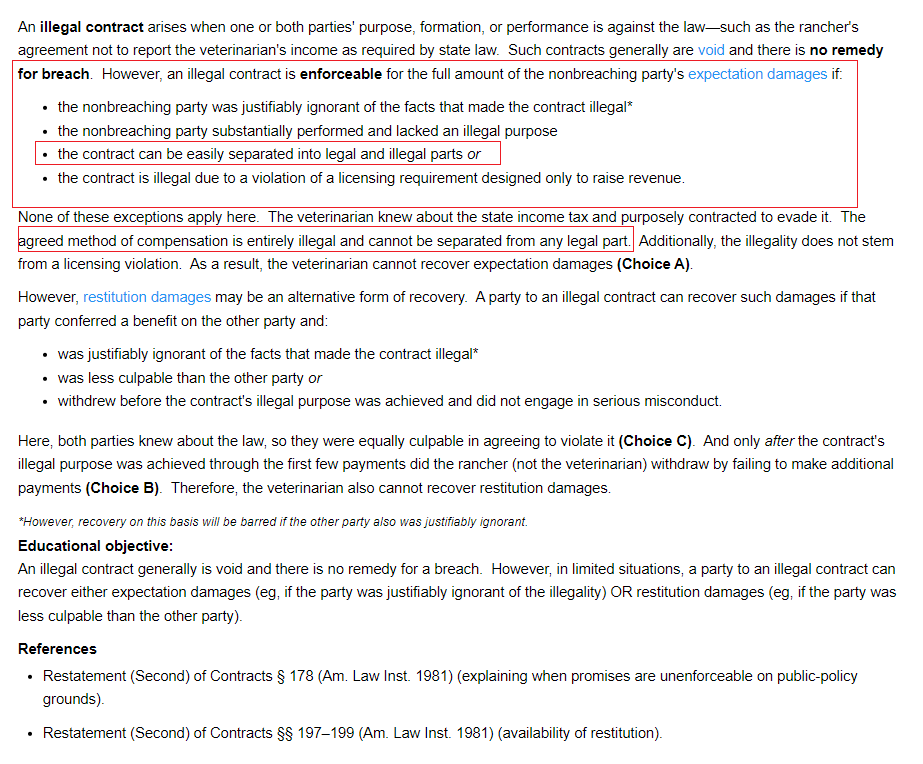 An illegal contract arises when one or both parties' purpose, formation, or performance is against the law—such as the rancher's
agreement not to report the veterinarian's income as required by state law. Such contracts generally are void and there is no remedy
for breach. However, an illegal contract is enforceable for the full amount of the nonbreaching party's expectation damages if:
• the nonbreaching party was justifiably ignorant of the facts that made the contract illegal*
• the nonbreaching party substantially performed and lacked an illegal purpose
• the contract can be easily separated into legal and illegal parts or
• the contract is illegal due to a violation of a licensing requirement designed only to raise revenue.
None of these exceptions apply here. The veterinarian knew about the state income tax and purposely contracted to evade it. The
agreed method of compensation is entirely illegal and cannot be separated from any legal part. Additionally, the illegality does not stem
from a licensing violation. As a result, the veterinarian cannot recover expectation damages (Choice A).
However, restitution damages may be an alternative form of recovery. A party to an illegal contract can recover such damages if that
party conferred a benefit on the other party and:
• was justifiably ignorant of the facts that made the contract illegal*
• was less culpable than the other party or
• withdrew before the contract's illegal purpose was achieved and did not engage in serious misconduct.
Here, both parties knew about the law, so they were equally culpable in agreeing to violate it (Choice C). And only after the contract's
illegal purpose was achieved through the first few payments did the rancher (not the veterinarian) withdraw by failing to make additional
payments (Choice B). Therefore, the veterinarian also cannot recover restitution damages.
*However, recovery on this basis will be barred if the other party also was justifiably ignorant.
Educational objective:
An illegal contract generally is void and there is no remedy for a breach. However, in limited situations, a party to an illegal contract can
recover either expectation damages (eg, if the party was justifiably ignorant of the illegality) OR restitution damages (eg, if the party was
less culpable than the other party).
References
• Restatement (Second) of Contracts § 178 (Am. Law Inst. 1981) (explaining when promises are unenforceable on public-policy
grounds).
• Restatement (Second) of Contracts §§ 197–199 (Am. Law Inst. 1981) (availability of restitution).